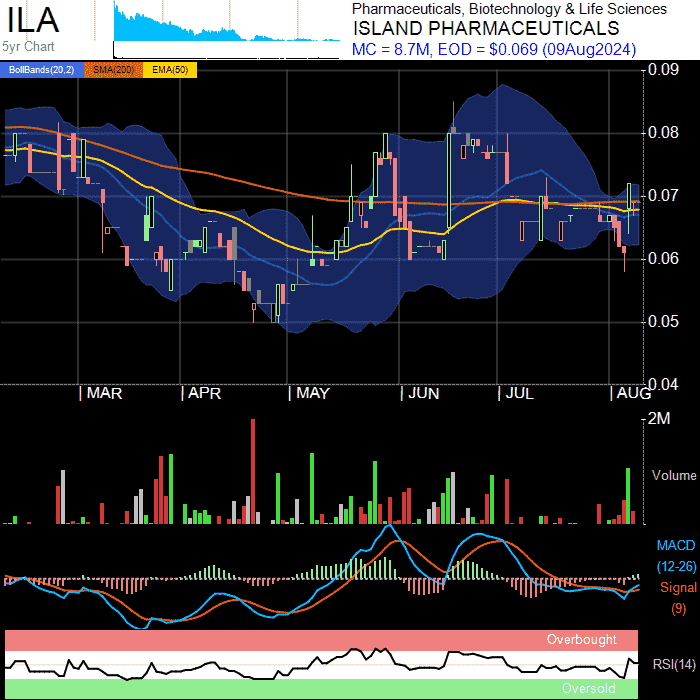 ILA
5yr Chart
Pharmaceuticals, Biotechnology & Life Sciences
ISLAND PHARMACEUTICALS
MC = 8.7M, EOD = $0.069 (09Aug2024)
BollBands(20,2) SMA(200) EMA(50)
0.09
0.08
0.07
0.06
0.05
0.04
| MAR | APR | MAY | JUN | JUL | AUG
2M
Volume
MACD
(12-26)
Signal
(9)
Overbought
RSI(14)
Oversold